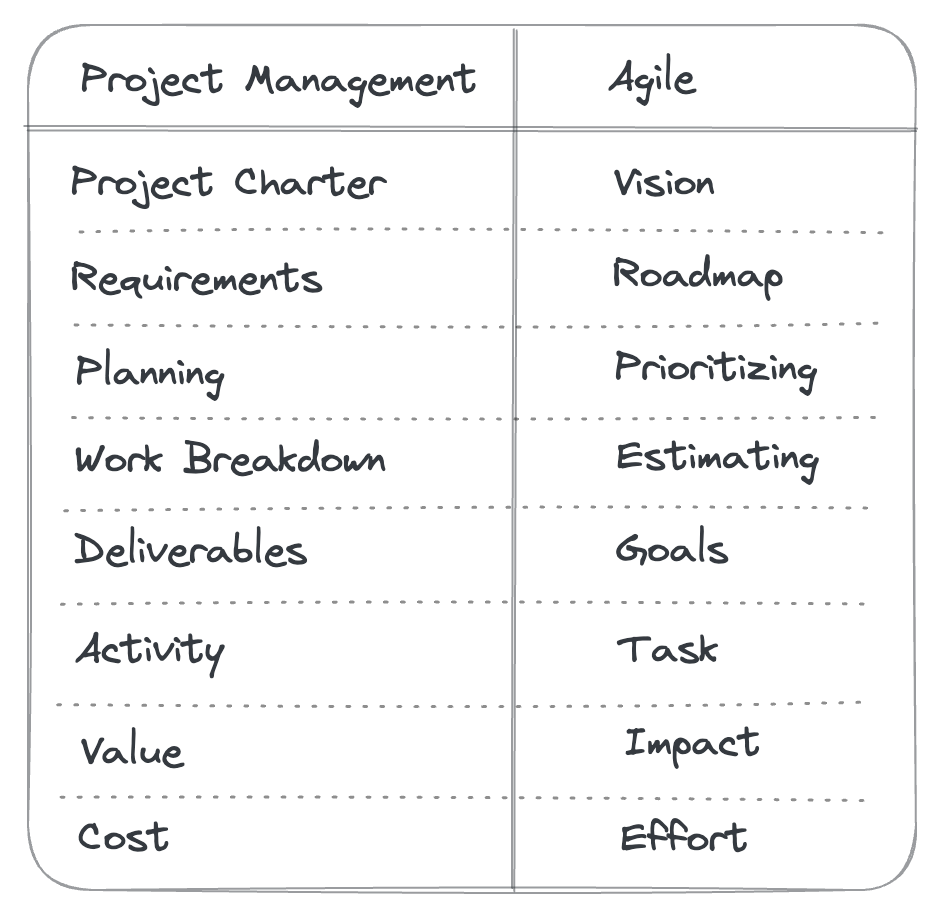 Project Management Agile
Project Charter Vision
Requirements Roadmap
Planning Prioritizing
Work Breakdown Estimating
Deliverables Goals
Activity Task
Value Impact
Cost Effort